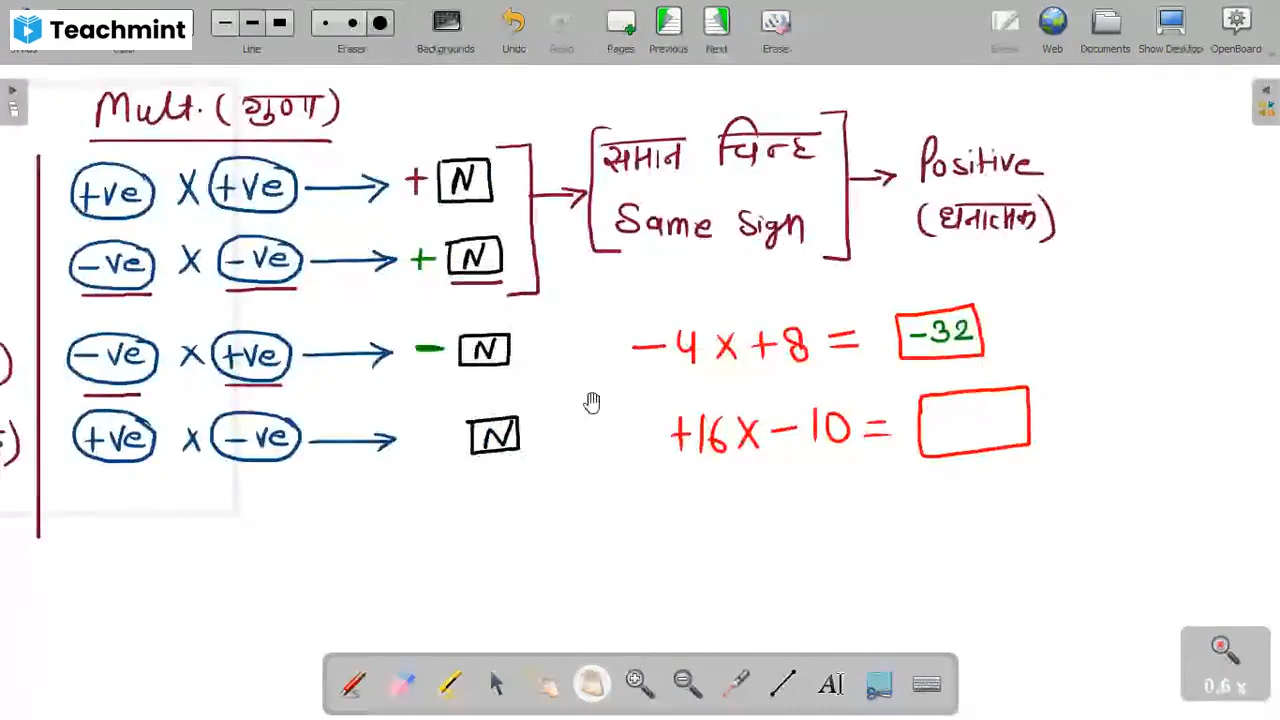 Teachmint
Color Line Eraser Backgrounds Undo Redo Pages Previous Next Erase Web Documents Show Desktop OpenBoard
Mult. (गुणा)
+ve X +ve → + N
-ve X -ve → + N
समान चिन्ह
Same Sign
→ Positive
(धनात्मक)
-ve x +ve → - N
+ve x -ve → N
-4 x +8 = -32
+16 x -10 =
0.6 x